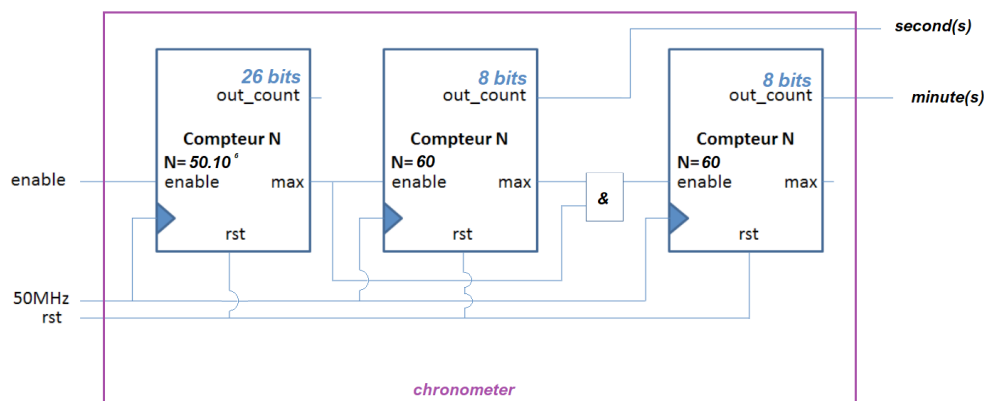 second(s)
26 bits
out_count
Compteur N
N= 50.10⁶
enable
max
rst
8 bits
out_count
Compteur N
N= 60
enable
max
rst
&
8 bits
out_count
Compteur N
N= 60
enable
max
rst
minute(s)
enable
50MHz
rst
chronometer